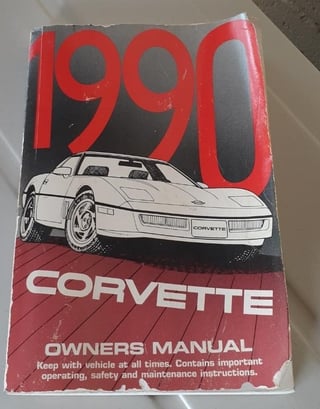 1990
CORVETTE
CORVETTE
OWNERS MANUAL
Keep with vehicle at all times. Contains important
operating, safety and maintenance instructions.